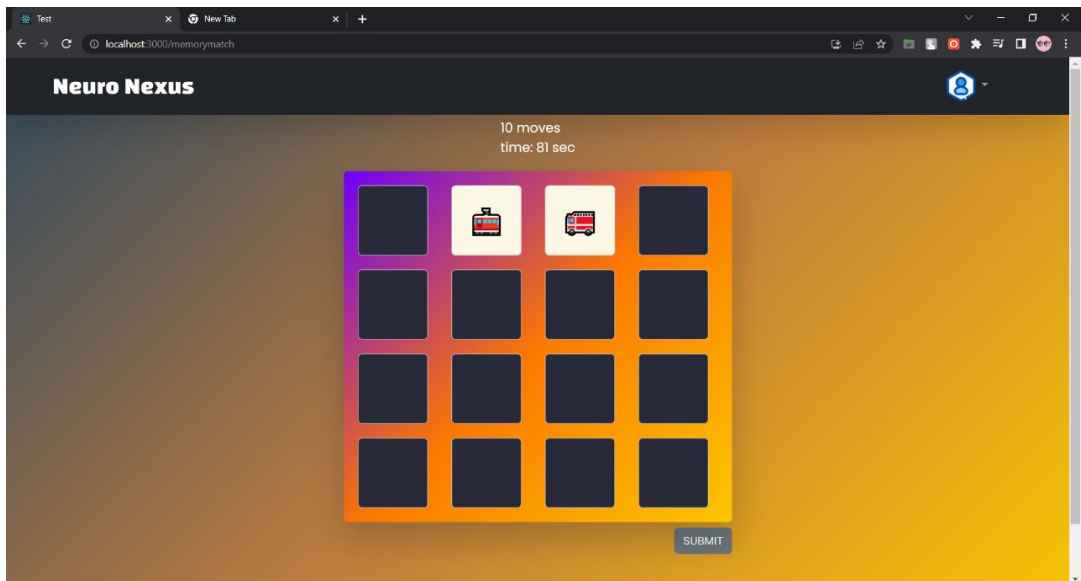 Test
New Tab
localhost:3000/memorymatch
Neuro Nexus
10 moves
time: 81 sec
SUBMIT